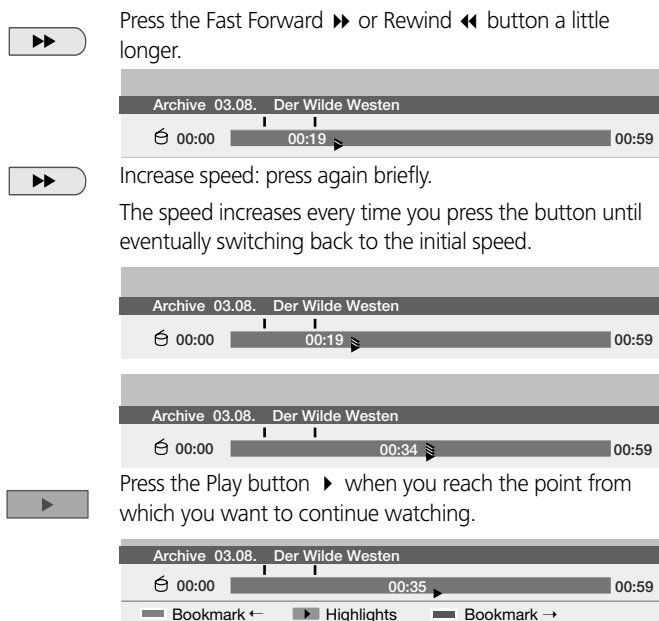 Press the Fast Forward ▸▸ or Rewind ◂◂ button a little
longer.
Archive 03.08. Der Wilde Westen
00:00 00:19 00:59
Increase speed: press again briefly.
The speed increases every time you press the button until
eventually switching back to the initial speed.
Archive 03.08. Der Wilde Westen
00:00 00:19 00:59
Archive 03.08. Der Wilde Westen
00:00 00:34 00:59
Press the Play button ▸ when you reach the point from
which you want to continue watching.
Archive 03.08. Der Wilde Westen
00:00 00:35 00:59
Bookmark ← Highlights Bookmark →